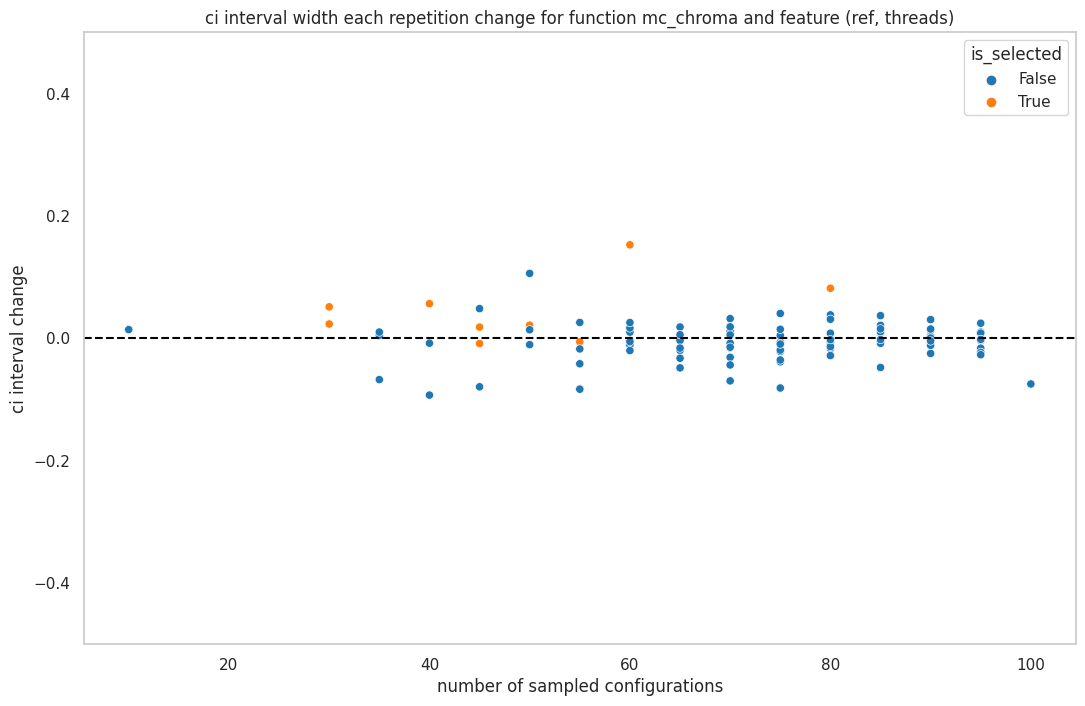 ci interval width each repetition change for function mc_chroma and feature (ref, threads)
is_selected
False
True
0.4
0.2
0.0
−0.2
−0.4
ci interval change
20 40 60 80 100
number of sampled configurations